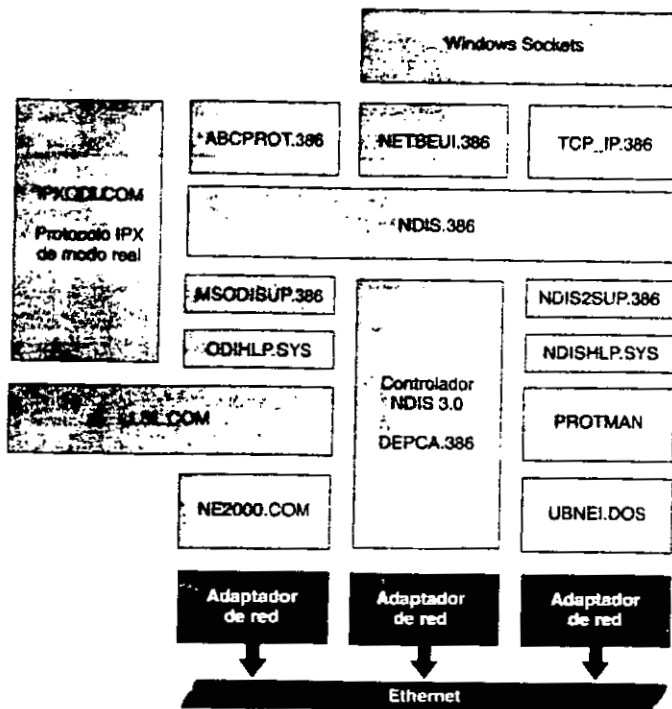 Windows Sockets
ABCPROT.386
NETBEUI.386
TCP_IP.386
IPXODI.COM
Protocolo IPX
de modo real
NDIS.386
MSODISUP.386
NDIS2SUP.386
ODIHLP.SYS
NDISHLP.SYS
Controlador
NDIS 3.0
DEPCA.386
LSL.COM
PROTMAN
NE2000.COM
UBNEI.DOS
Adaptador
de red
Adaptador
de red
Adaptador
de red
Ethernet